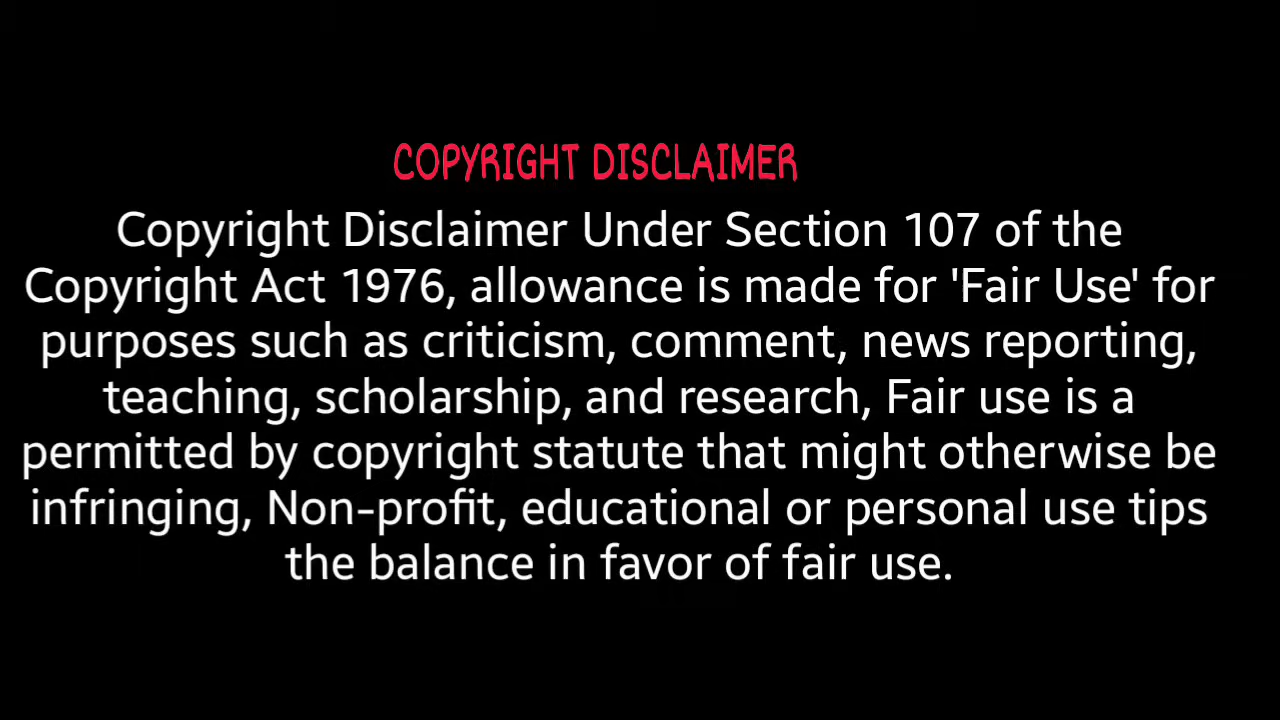 COPYRIGHT DISCLAIMER
Copyright Disclaimer Under Section 107 of the
Copyright Act 1976, allowance is made for 'Fair Use' for
purposes such as criticism, comment, news reporting,
teaching, scholarship, and research, Fair use is a
permitted by copyright statute that might otherwise be
infringing, Non-profit, educational or personal use tips
the balance in favor of fair use.